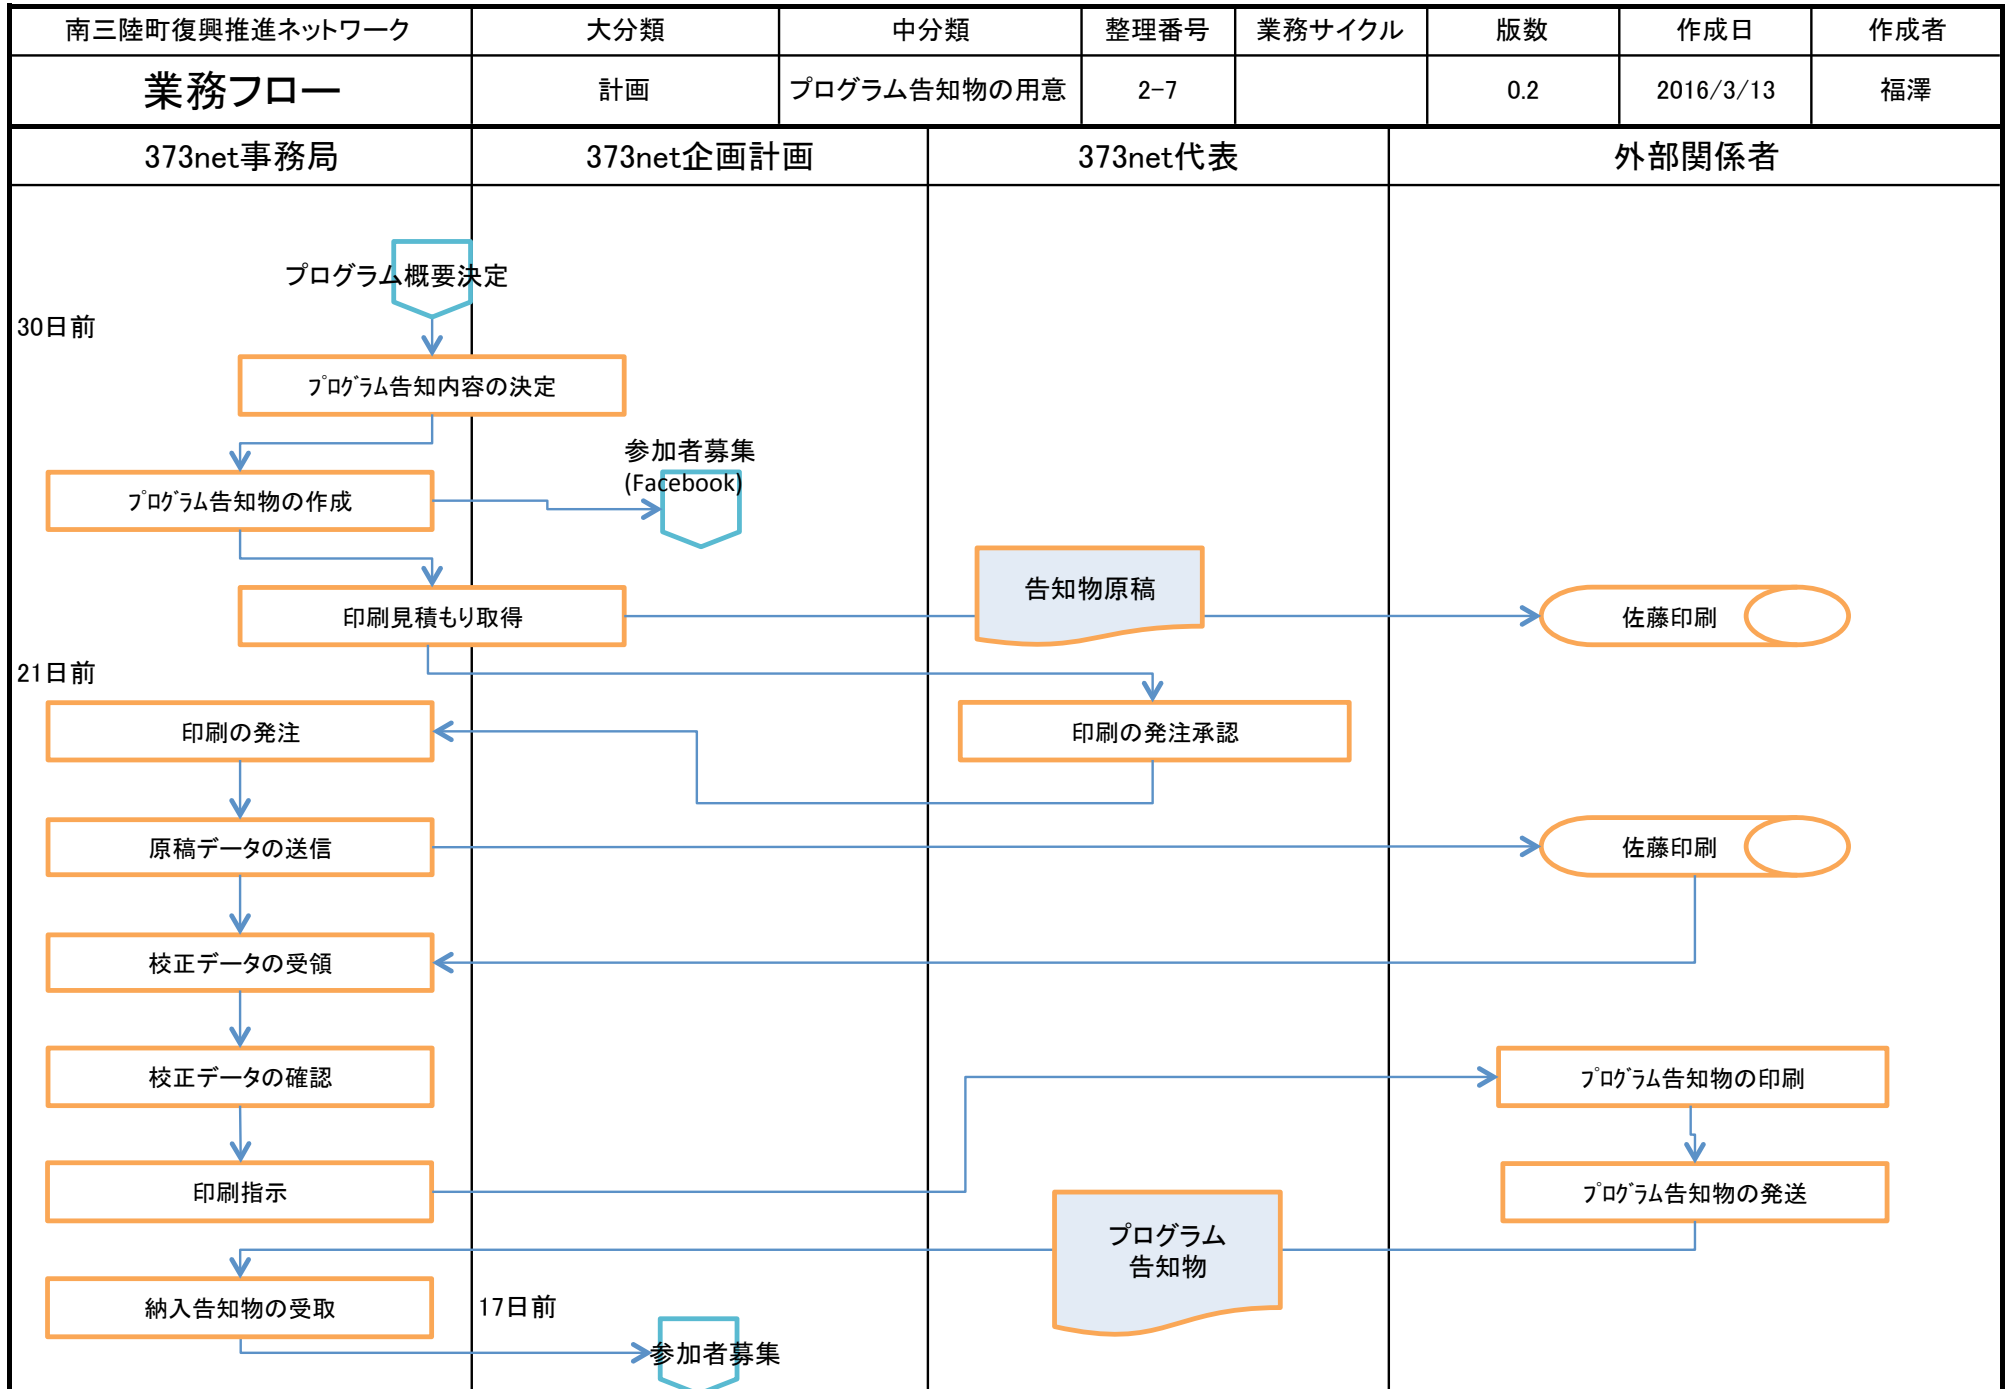 南三陸町復興推進ネットワーク 大分類 中分類 整理番号 業務サイクル 版数 作成日 作成者
業務フロー 計画 プログラム告知物の用意 2-7 0.2 2016/3/13 福澤
373net事務局 373net企画計画 373net代表 外部関係者
プログラム概要決定
30日前
ﾌﾟﾛｸﾞﾗﾑ告知内容の決定
参加者募集
(Facebook)
ﾌﾟﾛｸﾞﾗﾑ告知物の作成
告知物原稿
印刷見積もり取得 佐藤印刷
21日前
印刷の発注 印刷の発注承認
原稿データの送信 佐藤印刷
校正データの受領
校正データの確認 ﾌﾟﾛｸﾞﾗﾑ告知物の印刷
印刷指示 ﾌﾟﾛｸﾞﾗﾑ告知物の発送
プログラム
告知物
納入告知物の受取 17日前
参加者募集